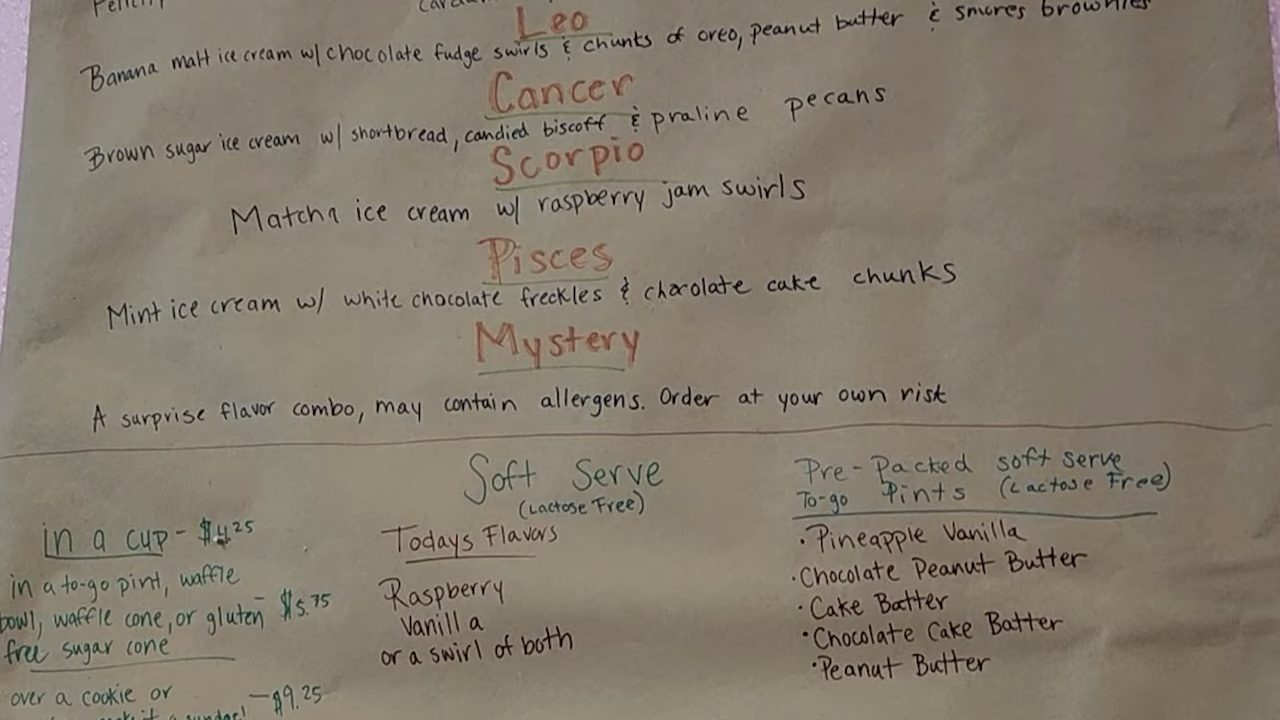 Leo
Banana malt ice cream w/ chocolate fudge swirls & chunks of oreo, peanut butter & smores brownies
Cancer
Brown sugar ice cream w/ shortbread, candied biscoff & praline pecans
Scorpio
Matcha ice cream w/ raspberry jam swirls
Pisces
Mint ice cream w/ white chocolate freckles & chocolate cake chunks
Mystery
A surprise flavor combo, may contain allergens. Order at your own risk
in a cup - $4.25
in a to-go pint, waffle
bowl, waffle cone, or gluten - $5.75
free sugar cone
over a cookie or - $9.25
Soft Serve
(Lactose Free)
Todays Flavors
Raspberry
Vanilla
or a swirl of both
Pre-Packed soft serve
To-go Pints (Lactose Free)
· Pineapple Vanilla
· Chocolate Peanut Butter
· Cake Batter
· Chocolate Cake Batter
· Peanut Butter